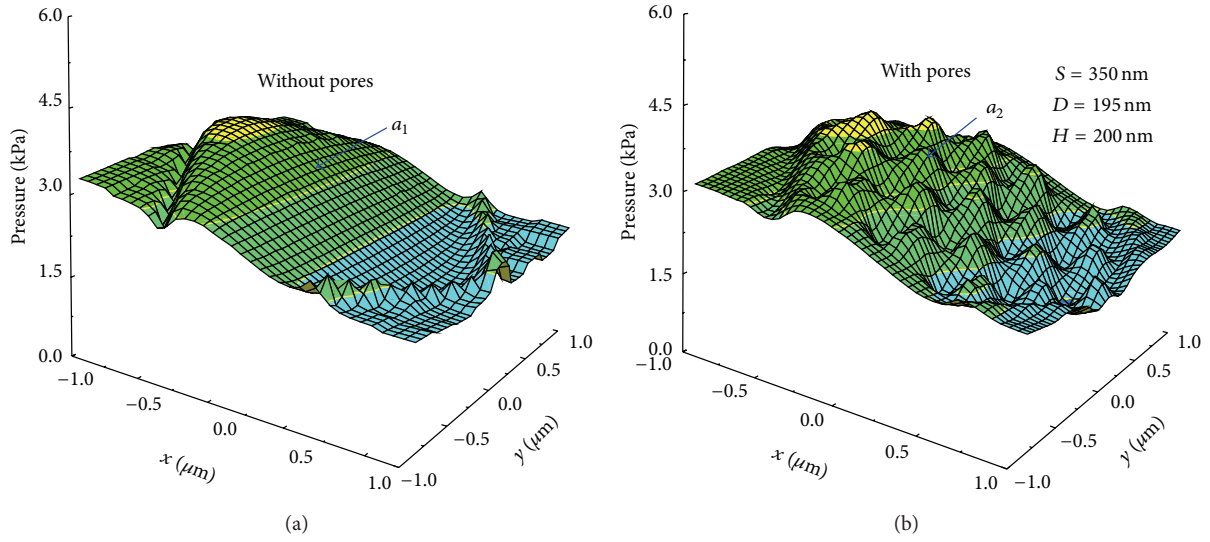 6.0
4.5
3.0
1.5
0.0
Pressure (kPa)
Without pores
a₁
−1.0
−0.5
0.0
0.5
1.0
x (μm)
−1.0
−0.5
0.0
0.5
1.0
y (μm)
(a)
6.0
4.5
3.0
1.5
0.0
Pressure (kPa)
With pores
a₂
S = 350 nm
D = 195 nm
H = 200 nm
−1.0
−0.5
0.0
0.5
1.0
x (μm)
−1.0
−0.5
0.0
0.5
1.0
y (μm)
(b)